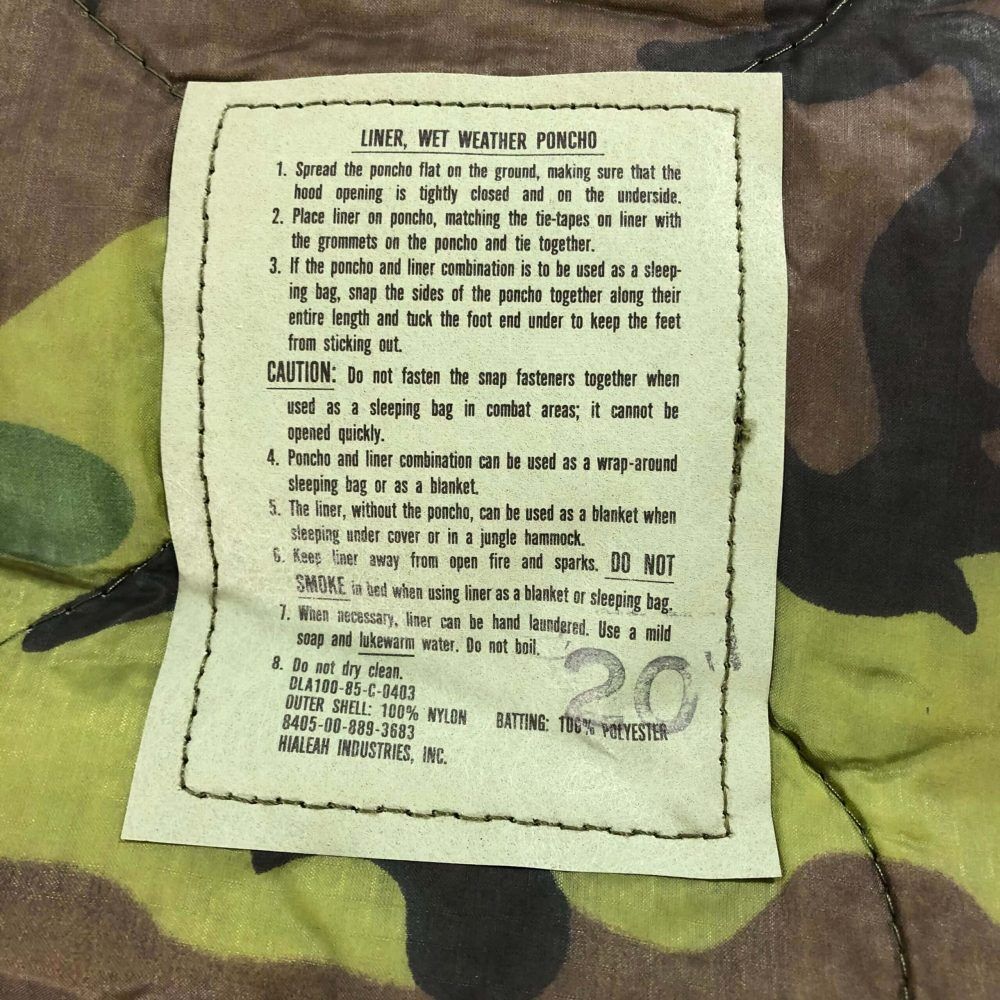 LINER, WET WEATHER PONCHO
1. Spread the poncho flat on the ground, making sure that the
hood opening is tightly closed and on the underside.
2. Place liner on poncho, matching the tie-tapes on liner with
the grommets on the poncho and tie together.
3. If the poncho and liner combination is to be used as a sleep-
ing bag, snap the sides of the poncho together along their
entire length and tuck the foot end under to keep the feet
from sticking out.
CAUTION: Do not fasten the snap fasteners together when
used as a sleeping bag in combat areas; it cannot be
opened quickly.
4. Poncho and liner combination can be used as a wrap-around
sleeping bag or as a blanket.
5. The liner, without the poncho, can be used as a blanket when
sleeping under cover or in a jungle hammock.
6. Keep liner away from open fire and sparks. DO NOT
SMOKE in bed when using liner as a blanket or sleeping bag.
7. When necessary, liner can be hand laundered. Use a mild
soap and lukewarm water. Do not boil.
8. Do not dry clean.
DLA100-85-C-0403
OUTER SHELL: 100% NYLON BATTING: 100% POLYESTER
8405-00-889-3683
HIALEAH INDUSTRIES, INC.
20"